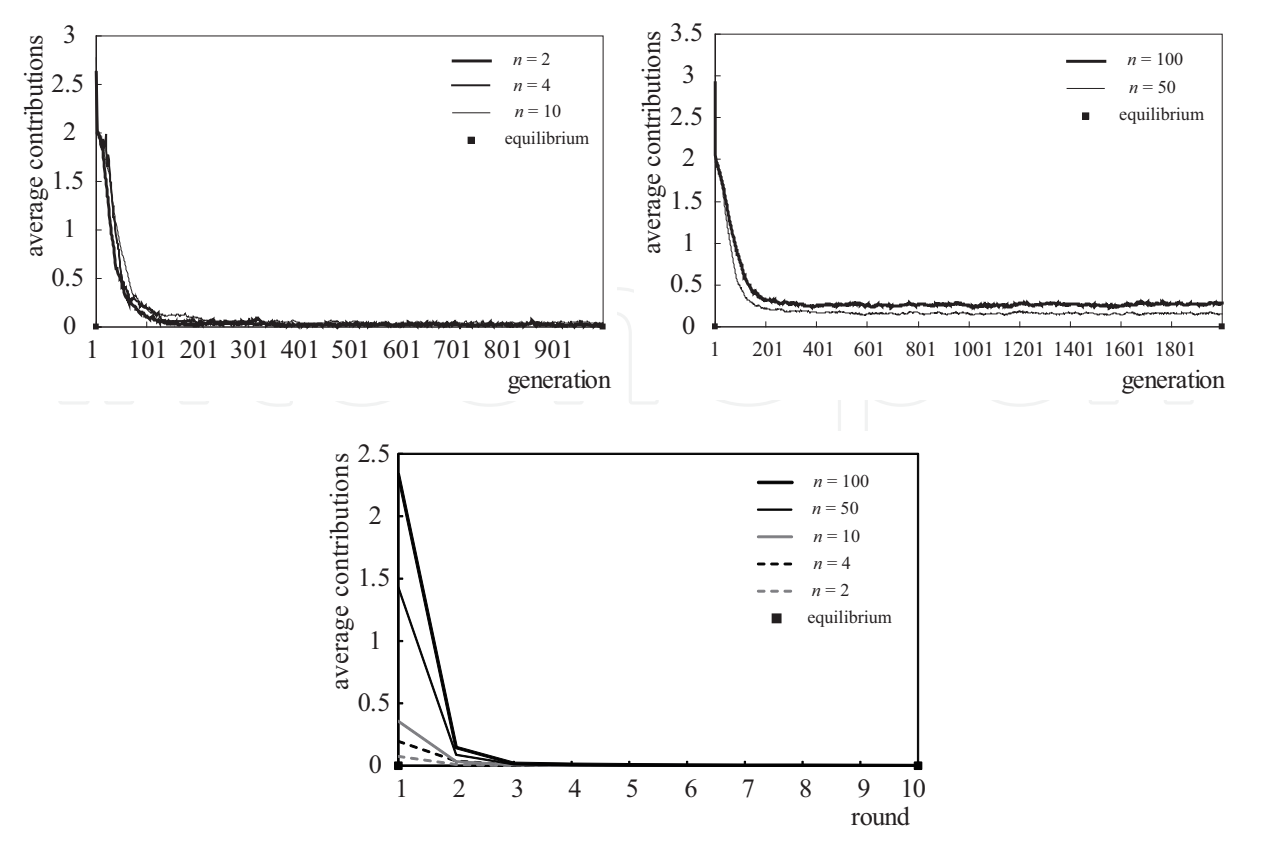 average contributions
3
2.5
2
1.5
1
0.5
0
n = 2
n = 4
n = 10
equilibrium
1 101 201 301 401 501 601 701 801 901
generation
average contributions
3.5
3
2.5
2
1.5
1
0.5
0
n = 100
n = 50
equilibrium
1 201 401 601 801 1001 1201 1401 1601 1801
generation
average contributions
2.5
2
1.5
1
0.5
0
n = 100
n = 50
n = 10
n = 4
n = 2
equilibrium
1 2 3 4 5 6 7 8 9 10
round